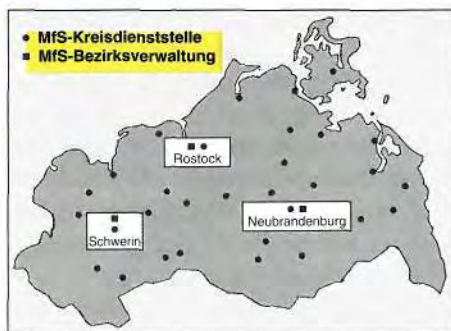 MfS-Kreisdienststelle
MfS-Bezirksverwaltung
Rostock
Schwerin
Neubrandenburg